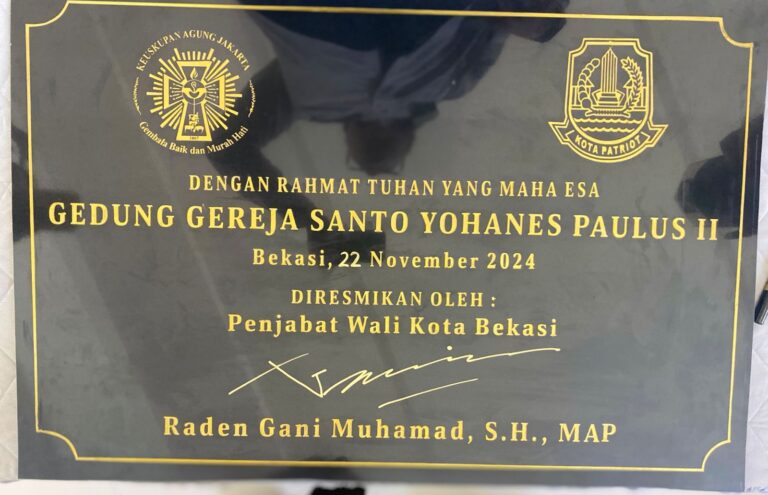 KEUSKUPAN AGUNG JAKARTA
Gembala Baik dan Murah Hati
1807
KOTA PATRIOT
DENGAN RAHMAT TUHAN YANG MAHA ESA
GEDUNG GEREJA SANTO YOHANES PAULUS II
Bekasi, 22 November 2024
DIRESMIKAN OLEH :
Penjabat Wali Kota Bekasi
Raden Gani Muhamad, S.H., MAP